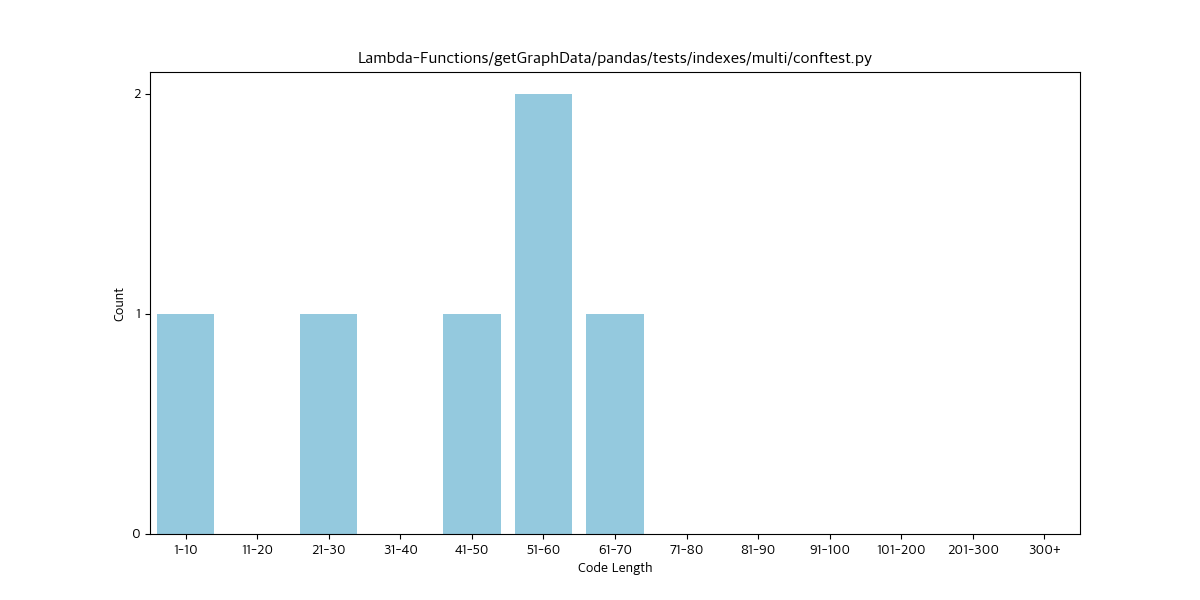 Lambda-Functions/getGraphData/pandas/tests/indexes/multi/conftest.py
2
1
0
Count
1-10 11-20 21-30 31-40 41-50 51-60 61-70 71-80 81-90 91-100 101-200 201-300 300+
Code Length